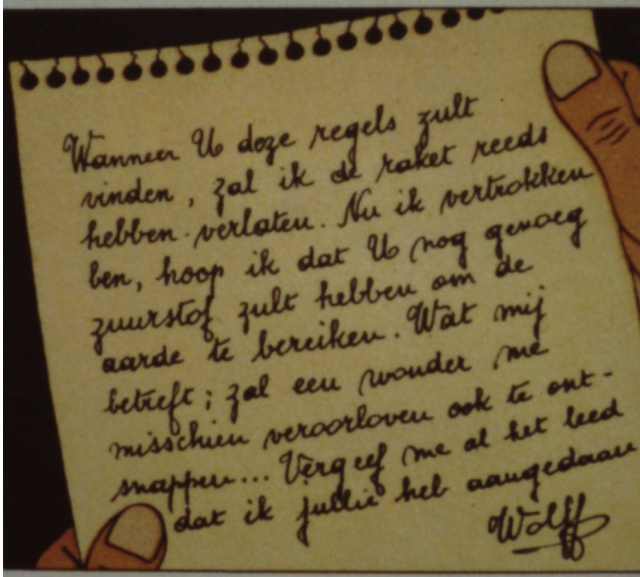 Wanneer U deze regels zult
vinden, zal ik de raket reeds
hebben verlaten. Nu ik vertrokken
ben, hoop ik dat U nog genoeg
zuurstof zult hebben om de
aarde te bereiken. Wat mij
betreft; zal een wonder me
misschien veroorloven ook te ont-
snappen... Vergeef me al het leed
dat ik jullie heb aangedaan
Wolff